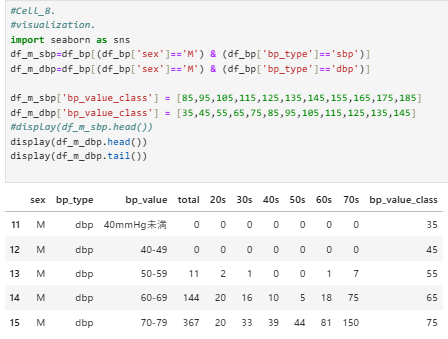 #Cell_8.
#visualization.
import seaborn as sns
df_m_sbp=df_bp[(df_bp['sex']=='M') & (df_bp['bp_type']=='sbp')]
df_m_dbp=df_bp[(df_bp['sex']=='M') & (df_bp['bp_type']=='dbp')]
df_m_sbp['bp_value_class'] = [85,95,105,115,125,135,145,155,165,175,185]
df_m_dbp['bp_value_class'] = [35,45,55,65,75,85,95,105,115,125,135,145]
#display(df_m_sbp.head())
display(df_m_dbp.head())
display(df_m_dbp.tail())
sex bp_type bp_value total 20s 30s 40s 50s 60s 70s bp_value_class
11 M dbp 40mmHg未満 0 0 0 0 0 0 0 35
12 M dbp 40-49 0 0 0 0 0 0 0 45
13 M dbp 50-59 11 2 1 0 0 1 7 55
14 M dbp 60-69 144 20 16 10 5 18 75 65
15 M dbp 70-79 367 20 33 39 44 81 150 75